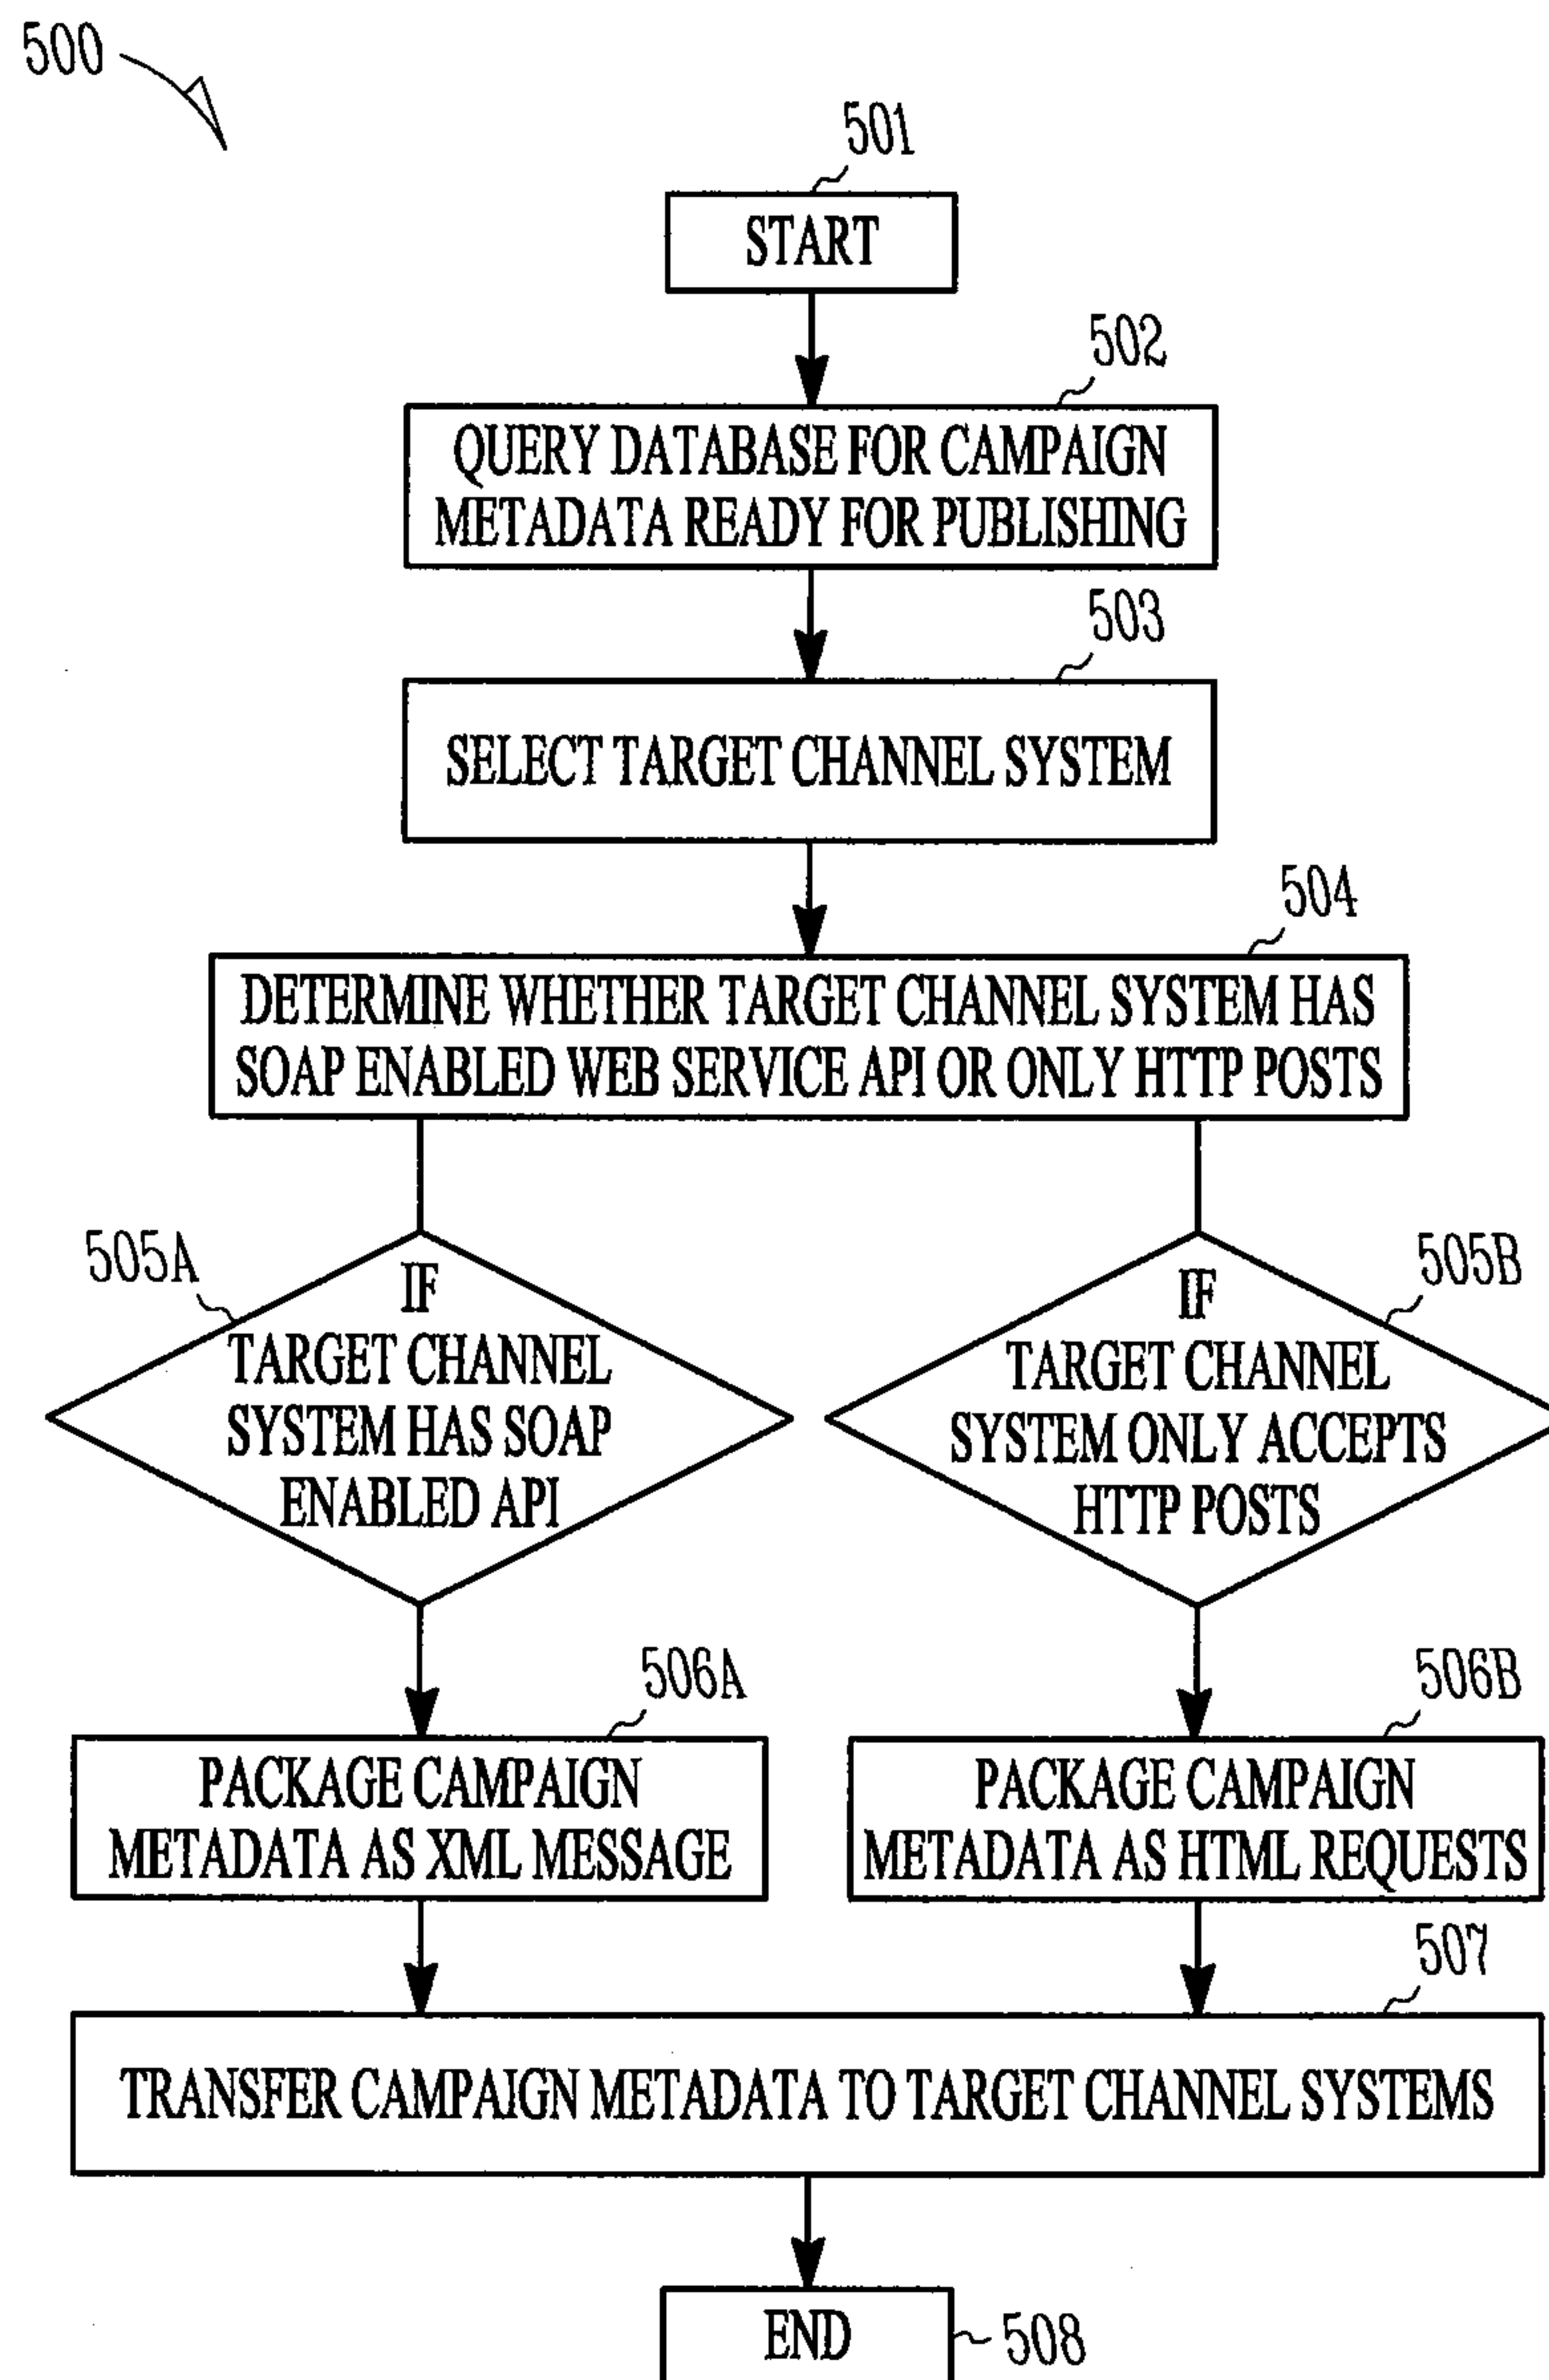 500
501
START
502
QUERY DATABASE FOR CAMPAIGN
METADATA READY FOR PUBLISHING
503
SELECT TARGET CHANNEL SYSTEM
504
DETERMINE WHETHER TARGET CHANNEL SYSTEM HAS
SOAP ENABLED WEB SERVICE API OR ONLY HTTP POSTS
505A
IF
TARGET CHANNEL
SYSTEM HAS SOAP
ENABLED API
505B
IF
TARGET CHANNEL
SYSTEM ONLY ACCEPTS
HTTP POSTS
506A
PACKAGE CAMPAIGN
METADATA AS XML MESSAGE
506B
PACKAGE CAMPAIGN
METADATA AS HTML REQUESTS
507
TRANSFER CAMPAIGN METADATA TO TARGET CHANNEL SYSTEMS
END
508